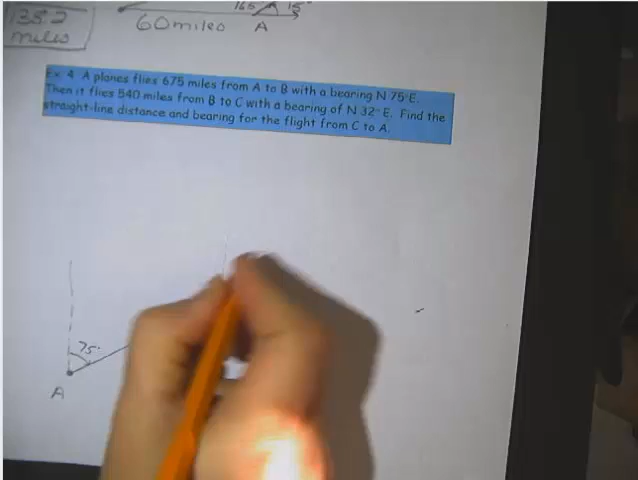 135.2
miles
165° 15°
60 miles A
Ex. 4 A planes flies 675 miles from A to B with a bearing N 75°E.
Then it flies 540 miles from B to C with a bearing of N 32° E. Find the
straight-line distance and bearing for the flight from C to A.
75°
A